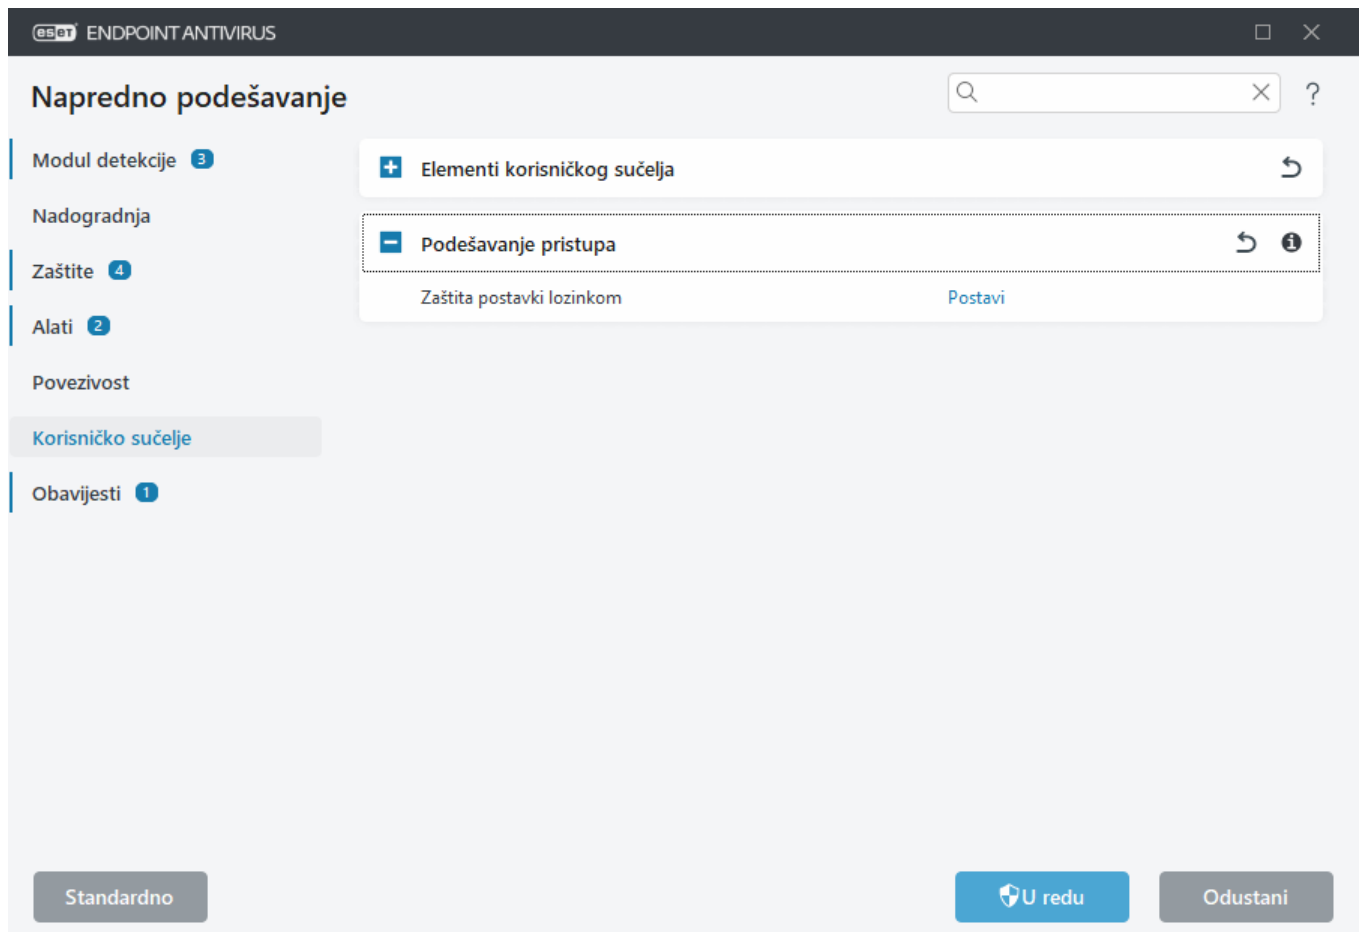 eset ENDPOINT ANTIVIRUS
Napredno podešavanje
?
Modul detekcije 3
Nadogradnja
Zaštite 4
Alati 2
Povezivost
Korisničko sučelje
Obavijesti 1
Elementi korisničkog sučelja
Podešavanje pristupa
Zaštita postavki lozinkom Postavi
Standardno
U redu
Odustani